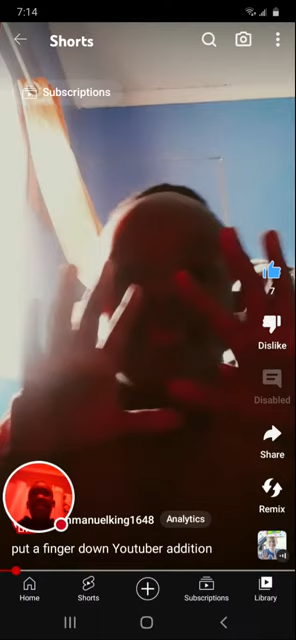 7:14
Shorts
Subscriptions
7
Dislike
Disabled
Share
Remix
nmanuelking1648 Analytics
put a finger down Youtuber addition
Home Shorts Subscriptions Library